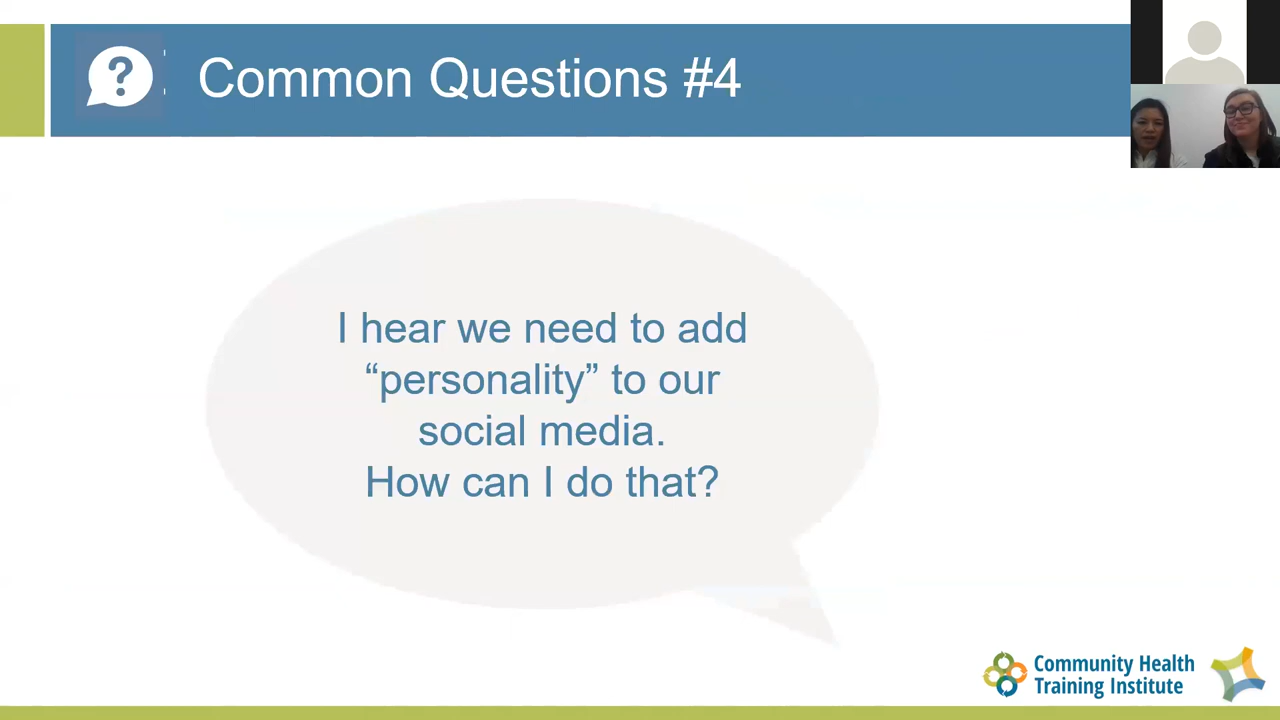 Common Questions #4
I hear we need to add
“personality” to our
social media.
How can I do that?
Community Health
Training Institute